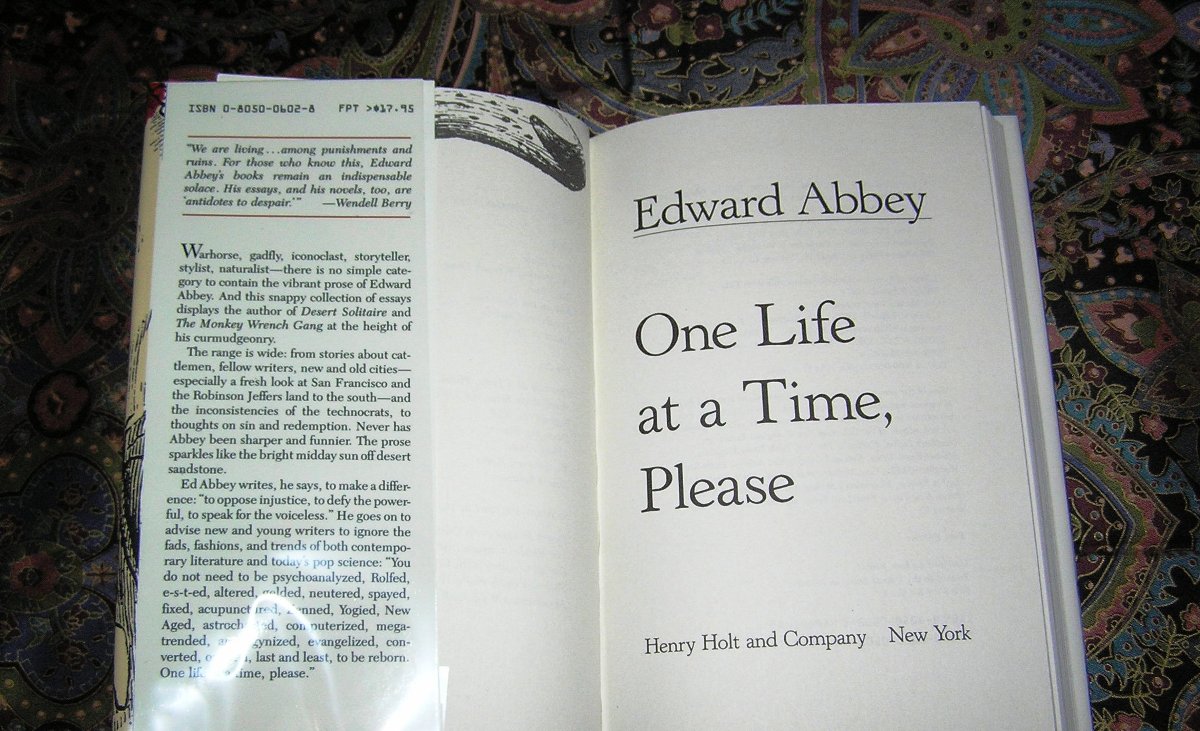 ISBN 0-8050-0602-8 FPT >$17.95
"We are living...among punishments and
ruins. For those who know this, Edward
Abbey's books remain an indispensable
solace. His essays, and his novels, too, are
'antidotes to despair.'" —Wendell Berry
Warhorse, gadfly, iconoclast, storyteller,
stylist, naturalist—there is no simple cate-
gory to contain the vibrant prose of Edward
Abbey. And this snappy collection of essays
displays the author of Desert Solitaire and
The Monkey Wrench Gang at the height of
his curmudgeonry.
The range is wide: from stories about cat-
tlemen, fellow writers, new and old cities—
especially a fresh look at San Francisco and
the Robinson Jeffers land to the south—and
the inconsistencies of the technocrats, to
thoughts on sin and redemption. Never has
Abbey been sharper and funnier. The prose
sparkles like the bright midday sun off desert
sandstone.
Ed Abbey writes, he says, to make a differ-
ence: "to oppose injustice, to defy the power-
ful, to speak for the voiceless." He goes on to
advise new and young writers to ignore the
fads, fashions, and trends of both contempo-
rary literature and today's pop science: "You
do not need to be psychoanalyzed, Rolfed,
e-s-t-ed, altered, gelded, neutered, spayed,
fixed, acupunctured, Yogied, New
Aged, computerized, mega-
trended, evangelized, con-
verted, last and least, to be reborn.
One life time, please."
Edward Abbey
One Life
at a Time,
Please
Henry Holt and Company New York